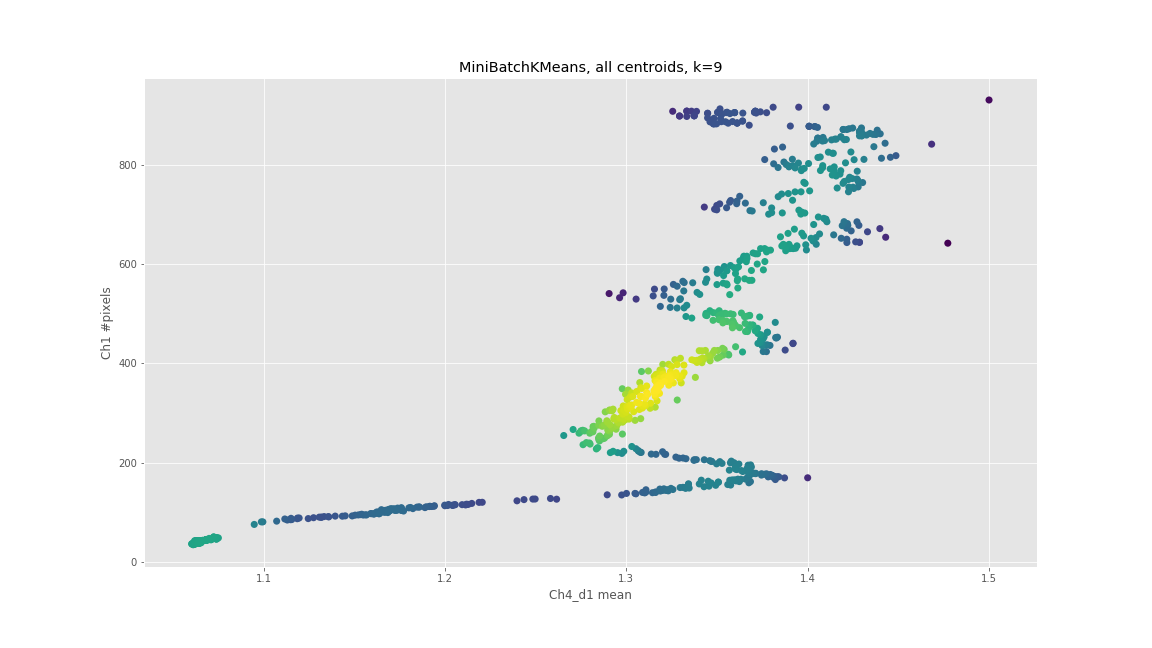 MiniBatchKMeans, all centroids, k=9
Ch1 #pixels
800
600
400
200
0
1.1 1.2 1.3 1.4 1.5
Ch4_d1 mean